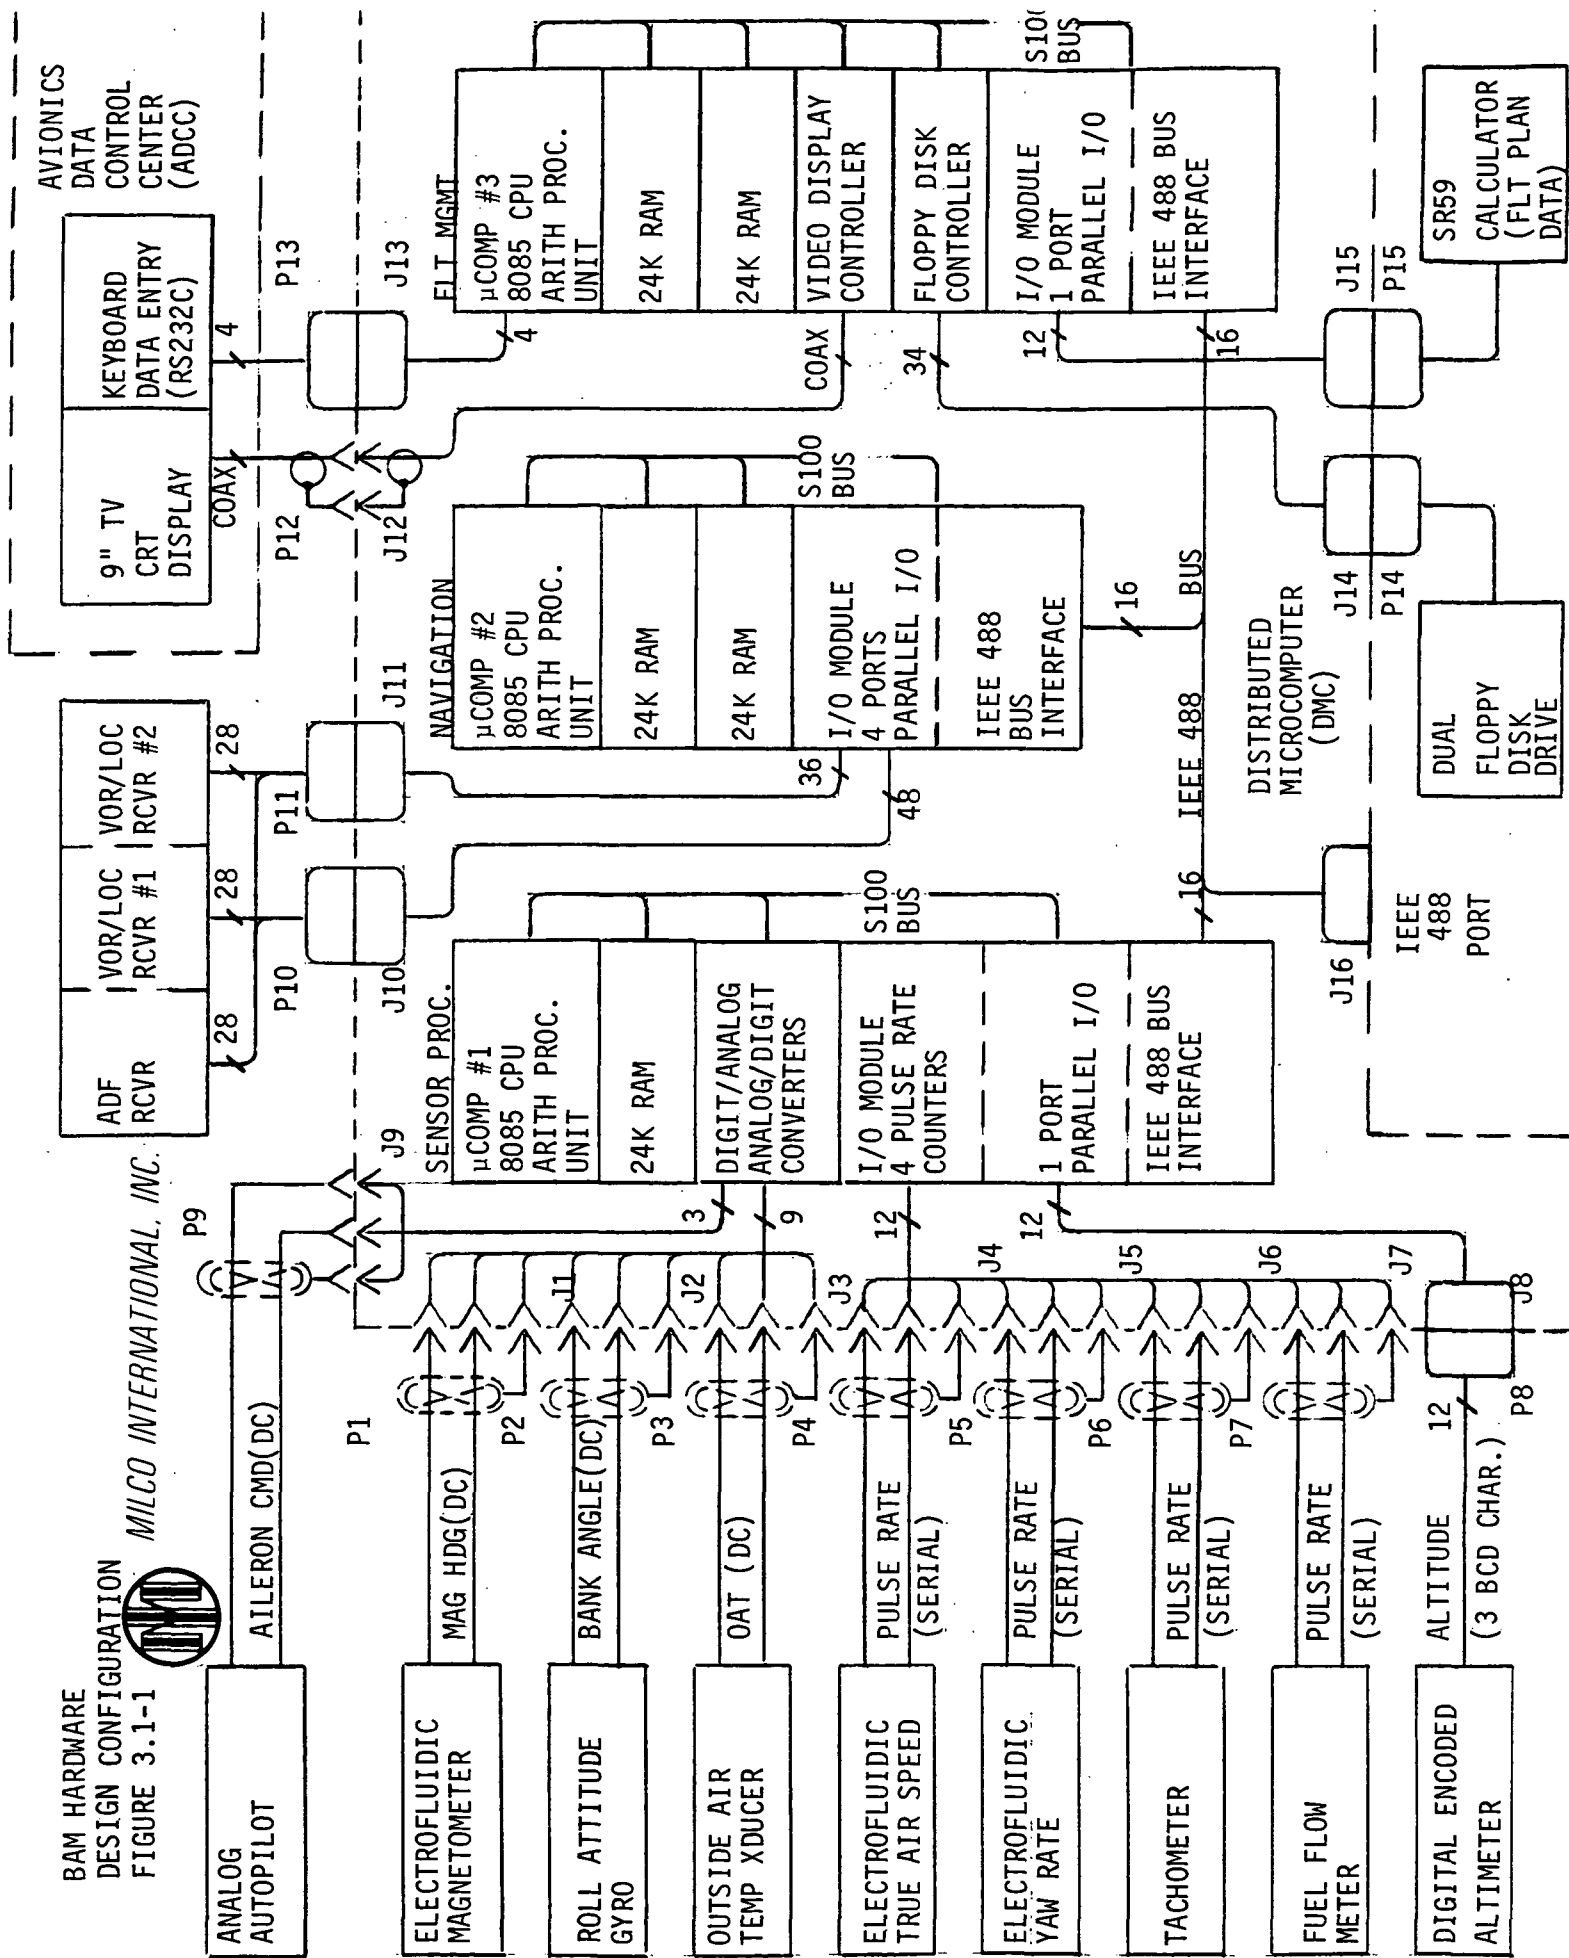 BAM HARDWARE
DESIGN CONFIGURATION
FIGURE 3.1-1
MILCO INTERNATIONAL, INC.
ANALOG
AUTOPILOT
AILERON CMD(DC)
P9
J9
ELECTROFLUIDIC
MAGNETOMETER
MAG HDG(DC)
P1
J1
ROLL ATTITUDE
GYRO
BANK ANGLE(DC)
P2
J2
OUTSIDE AIR
TEMP XDUCER
OAT (DC)
P3
J3
ELECTROFLUIDIC
TRUE AIR SPEED
PULSE RATE
(SERIAL)
P4
J4
ELECTROFLUIDIC
YAW RATE
PULSE RATE
(SERIAL)
P5
J5
TACHOMETER
PULSE RATE
(SERIAL)
P6
J6
FUEL FLOW
METER
PULSE RATE
(SERIAL)
P7
J7
DIGITAL ENCODED
ALTIMETER
ALTITUDE
(3 BCD CHAR.)
12
P8
J8
3
9
12
12
ADF
RCVR
VOR/LOC
RCVR #1
VOR/LOC
RCVR #2
28
28
28
P10
J10
P11
J11
SENSOR PROC.
µCOMP #1
8085 CPU
ARITH PROC.
UNIT
24K RAM
DIGIT/ANALOG
ANALOG/DIGIT
CONVERTERS
I/O MODULE
4 PULSE RATE
COUNTERS
1 PORT
PARALLEL I/O
IEEE 488 BUS
INTERFACE
S100
BUS
16
J16
IEEE
488
PORT
36
48
NAVIGATION
µCOMP #2
8085 CPU
ARITH PROC.
UNIT
24K RAM
24K RAM
I/O MODULE
4 PORTS
PARALLEL I/O
IEEE 488
BUS
INTERFACE
S100
BUS
16
IEEE 488 BUS
DISTRIBUTED
MICROCOMPUTER
(DMC)
AVIONICS
DATA
CONTROL
CENTER
(ADCC)
9" TV
CRT
DISPLAY
KEYBOARD
DATA ENTRY
(RS232C)
COAX
4
P12
J12
P13
J13
FLT MGMT
µCOMP #3
8085 CPU
ARITH PROC.
UNIT
24K RAM
24K RAM
VIDEO DISPLAY
CONTROLLER
FLOPPY DISK
CONTROLLER
I/O MODULE
1 PORT
PARALLEL I/O
IEEE 488 BUS
INTERFACE
BUS
4
COAX
34
12
16
J14
P14
J15
P15
DUAL
FLOPPY
DISK
DRIVE
SR59
CALCULATOR
(FLT PLAN
DATA)